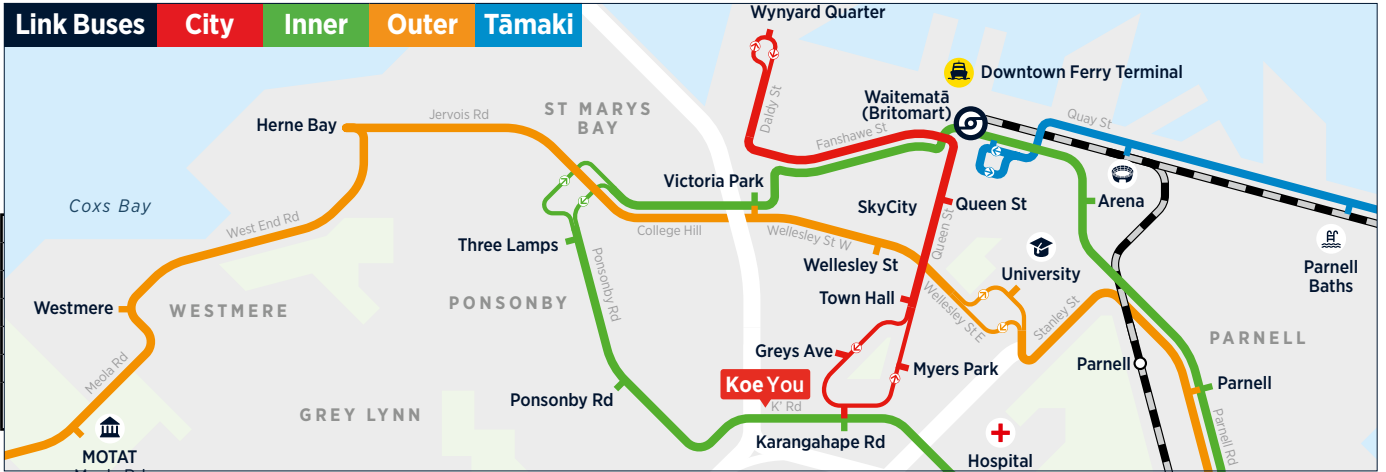 Link Buses City Inner Outer Tāmaki
Wynyard Quarter
Downtown Ferry Terminal
Waitematā
(Britomart)
Quay St
Daldy St
Fanshawe St
ST MARYS
BAY
Jervois Rd
Herne Bay
Victoria Park
Coxs Bay
West End Rd
College Hill
Wellesley St W
SkyCity
Queen St
Queen St
Arena
Three Lamps
Ponsonby Rd
Wellesley St
University
Parnell
Baths
Westmere
WESTMERE
PONSONBY
Town Hall
Wellesley St E
Stanley St
PARNELL
Meola Rd
Greys Ave
Myers Park
Parnell
Parnell
Koe You
K' Rd
Ponsonby Rd
GREY LYNN
Karangahape Rd
Hospital
Parnell Rd
MOTAT